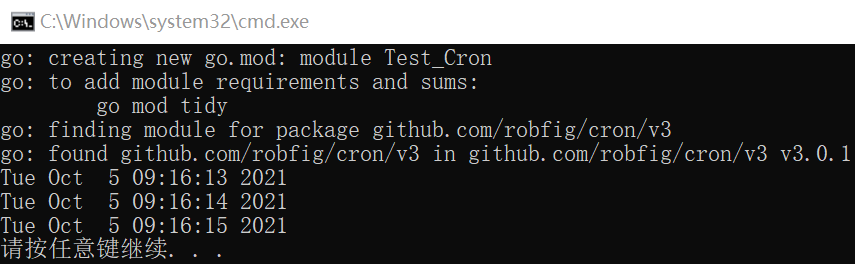 C:\Windows\system32\cmd.exe
go: creating new go.mod: module Test_Cron
go: to add module requirements and sums:
        go mod tidy
go: finding module for package github.com/robfig/cron/v3
go: found github.com/robfig/cron/v3 in github.com/robfig/cron/v3 v3.0.1
Tue Oct  5 09:16:13 2021
Tue Oct  5 09:16:14 2021
Tue Oct  5 09:16:15 2021
请按任意键继续. . .